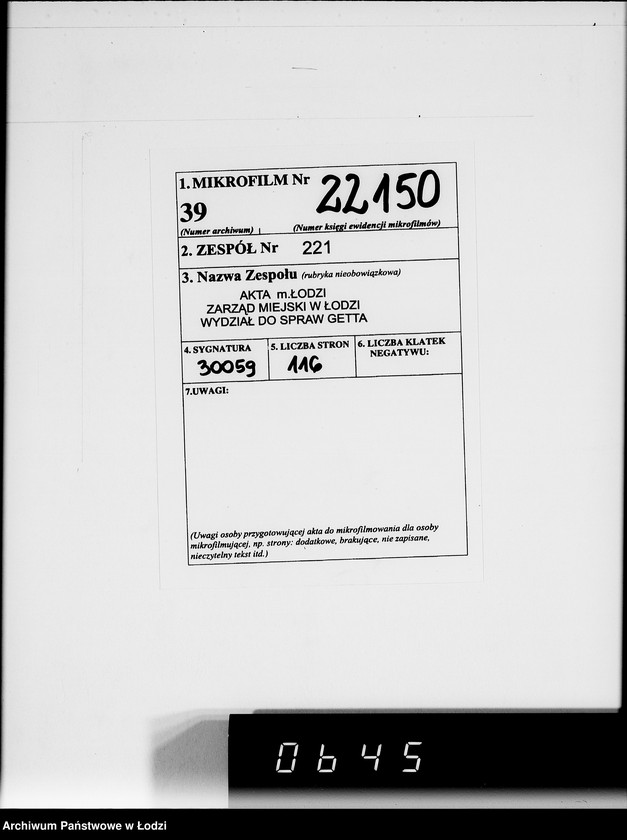 1. MIKROFILM Nr 22150
39
(Numer archiwum) (Numer księgi ewidencji mikrofilmów)
2. ZESPÓŁ Nr 221
3. Nazwa Zespołu (rubryka nieobowiązkowa)
AKTA m.ŁODZI
ZARZĄD MIEJSKI W ŁODZI
WYDZIAŁ DO SPRAW GETTA
4. SYGNATURA 5. LICZBA STRON 6. LICZBA KLATEK
NEGATYWU:
30059 116
7.UWAGI:
(Uwagi osoby przygotowującej akta do mikrofilmowania dla osoby
mikrofilmującej, np. strony: dodatkowe, brakujące, nie zapisane,
nieczytelny tekst itd.)
0645
Archiwum Państwowe w Łodzi